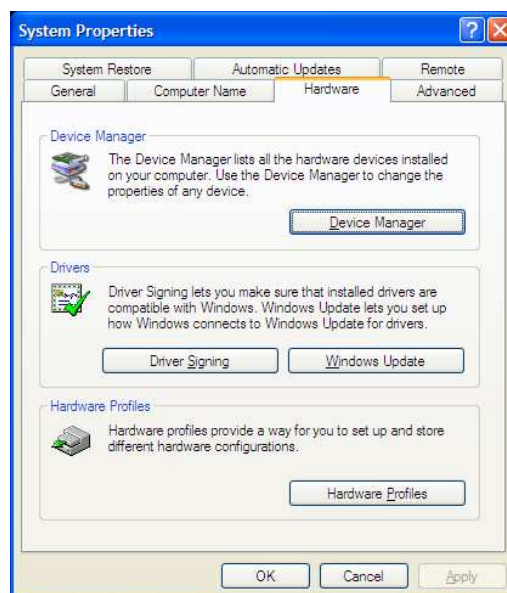 System Properties
System Restore Automatic Updates Remote
General Computer Name Hardware Advanced
Device Manager
The Device Manager lists all the hardware devices installed
on your computer. Use the Device Manager to change the
properties of any device.
Device Manager
Drivers
Driver Signing lets you make sure that installed drivers are
compatible with Windows. Windows Update lets you set up
how Windows connects to Windows Update for drivers.
Driver Signing Windows Update
Hardware Profiles
Hardware profiles provide a way for you to set up and store
different hardware configurations.
Hardware Profiles
OK Cancel Apply